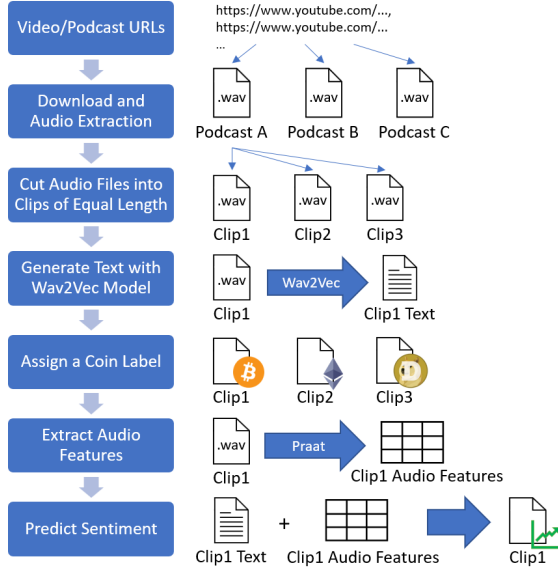 Video/Podcast URLs
https://www.youtube.com/...,
https://www.youtube.com/...
...
Download and
Audio Extraction
.wav
.wav
.wav
Podcast A
Podcast B
Podcast C
Cut Audio Files into
Clips of Equal Length
.wav
.wav
.wav
Clip1
Clip2
Clip3
Generate Text with
Wav2Vec Model
.wav
Wav2Vec
Clip1
Clip1 Text
Assign a Coin Label
Clip1
Clip2
Clip3
Extract Audio
Features
.wav
Praat
Clip1
Clip1 Audio Features
Predict Sentiment
+
Clip1 Text
Clip1 Audio Features
Clip1